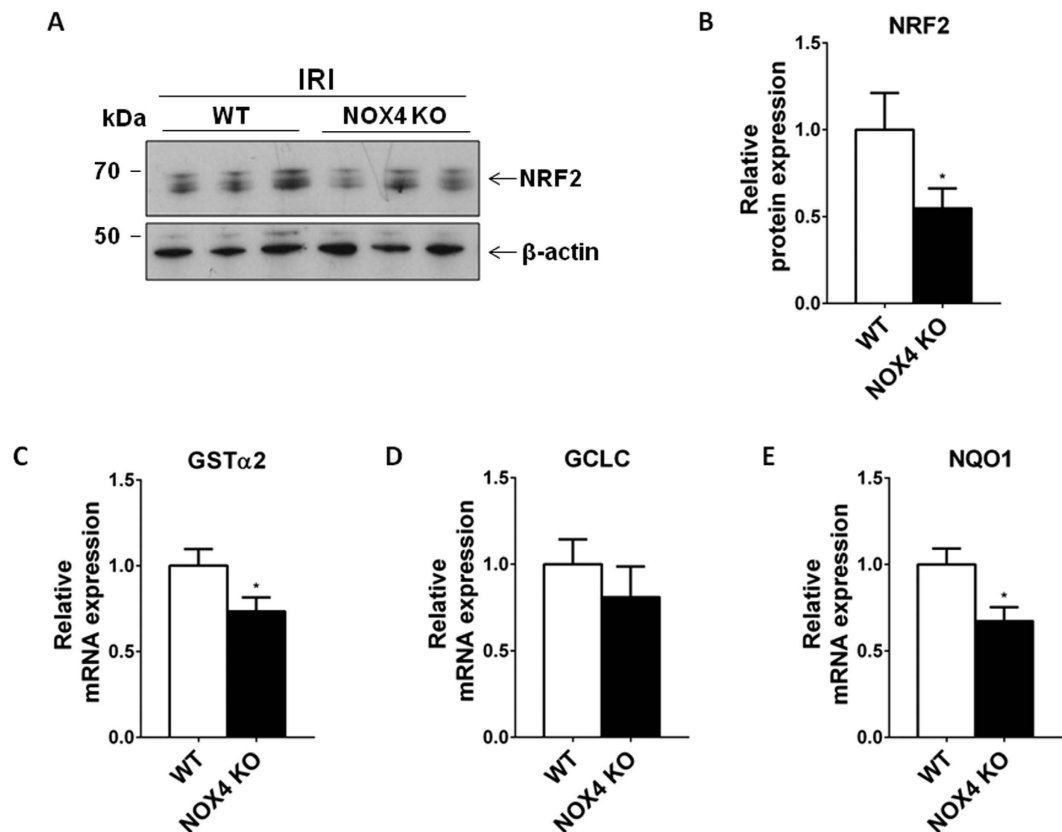 A
IRI
kDa
WT
NOX4 KO
70 –
←NRF2
50 –
←β-actin
B
NRF2
Relative
protein expression
1.5
1.0
0.5
0.0
*
WT
NOX4 KO
C
GSTα2
Relative
mRNA expression
1.5
1.0
0.5
0.0
*
WT
NOX4 KO
D
GCLC
Relative
mRNA expression
1.5
1.0
0.5
0.0
WT
NOX4 KO
E
NQO1
Relative
mRNA expression
1.5
1.0
0.5
0.0
*
WT
NOX4 KO